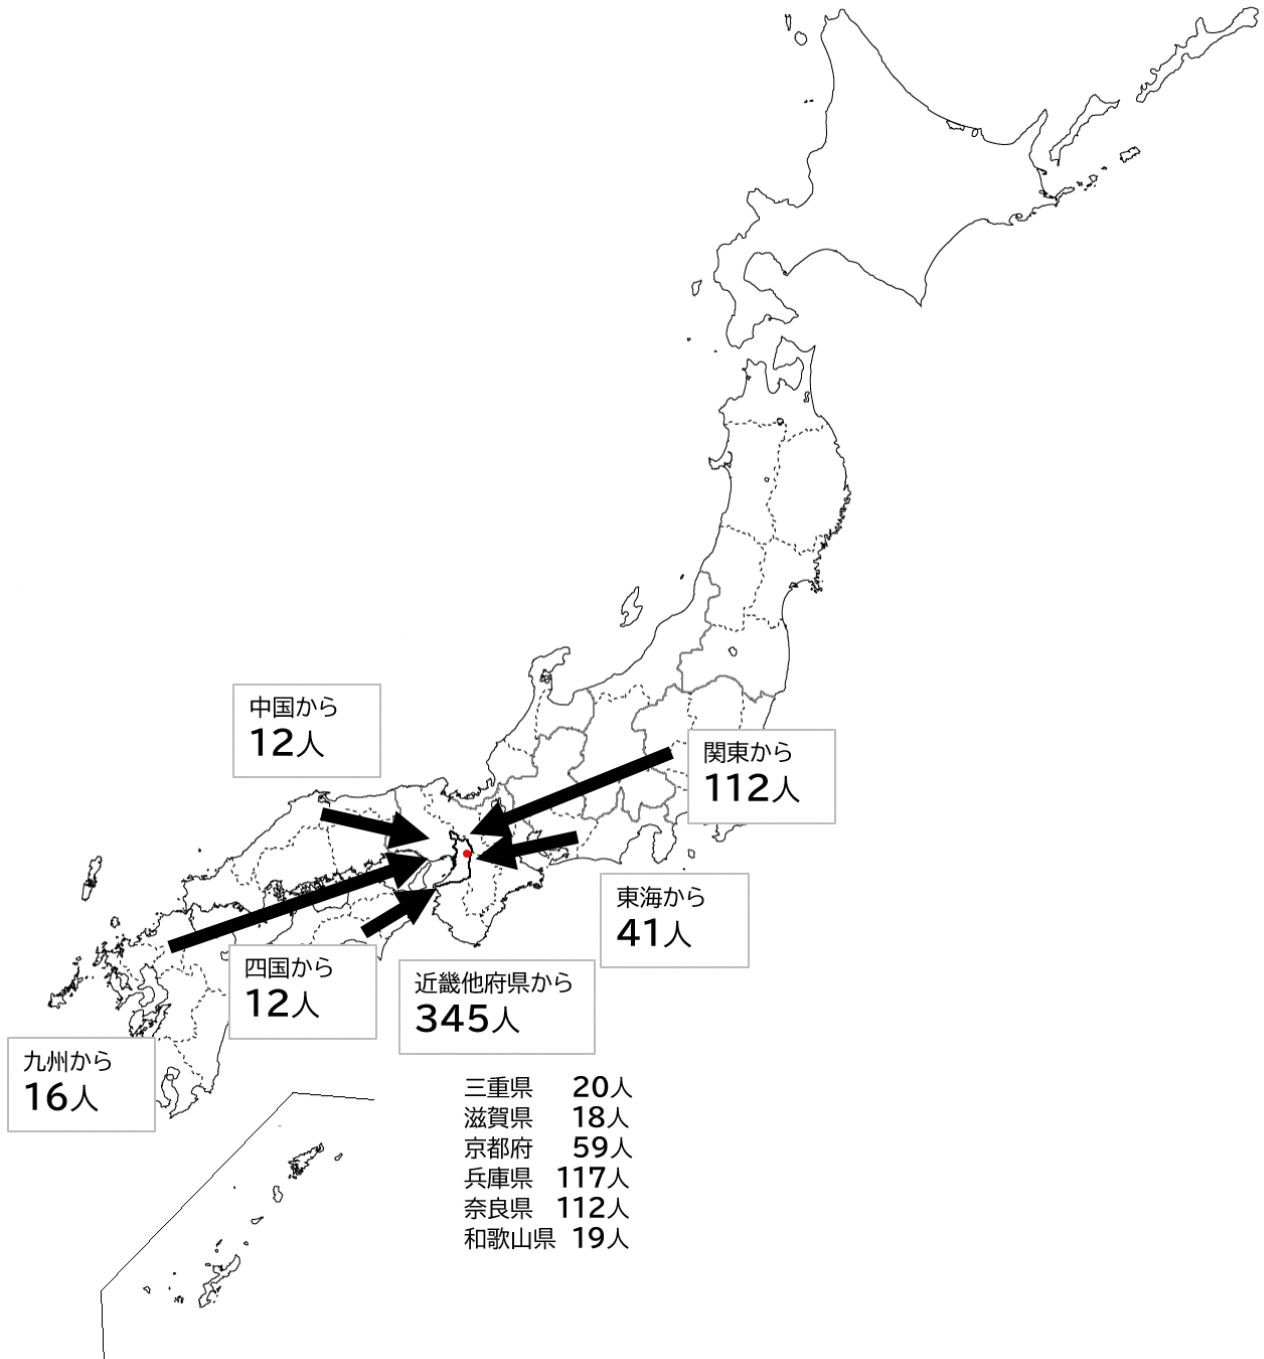 中国から
12人
関東から
112人
東海から
41人
四国から
12人
近畿他府県から
345人
九州から
16人
三重県 20人
滋賀県 18人
京都府 59人
兵庫県 117人
奈良県 112人
和歌山県 19人